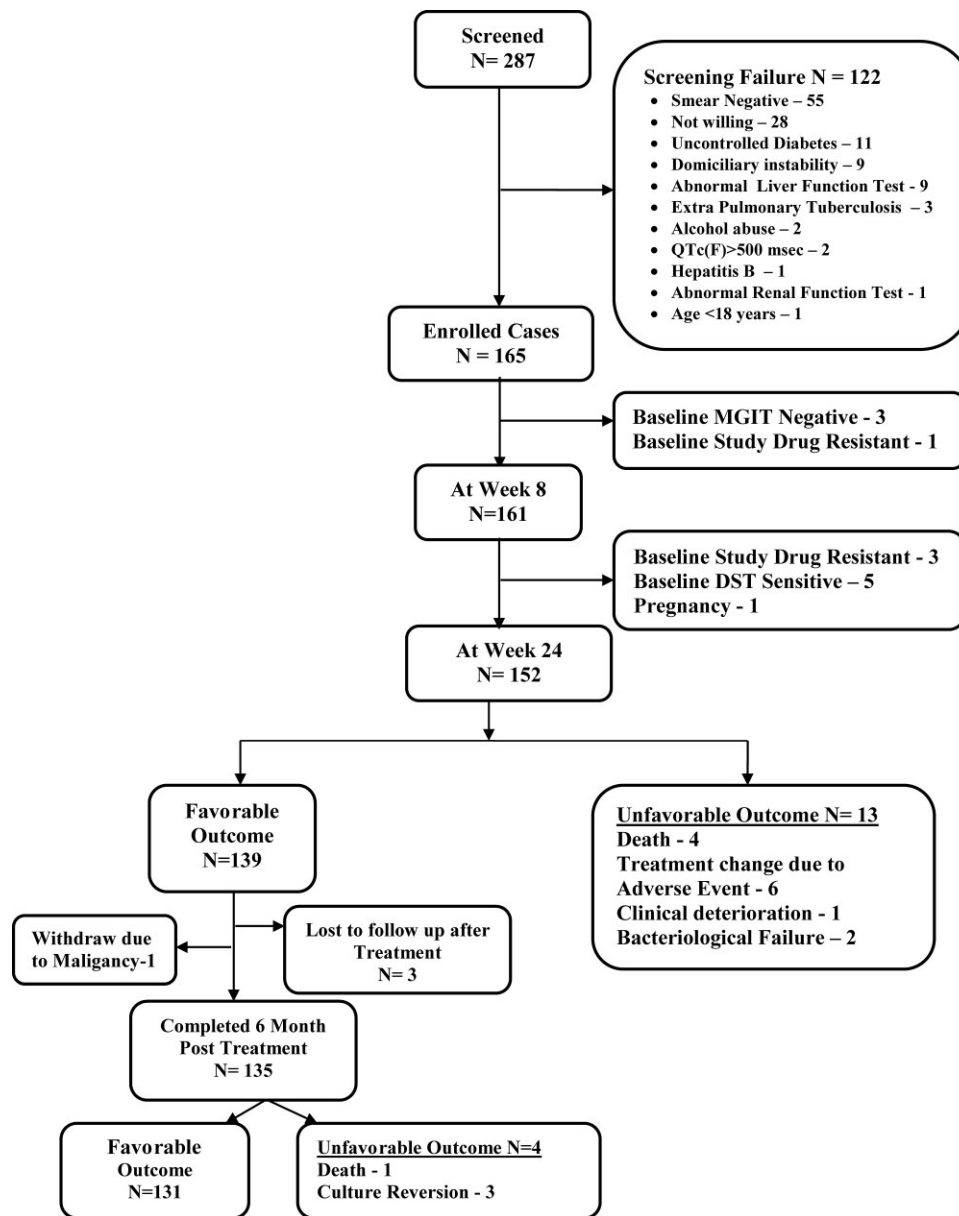 Screened
N= 287
Screening Failure N = 122
• Smear Negative – 55
• Not willing – 28
• Uncontrolled Diabetes – 11
• Domiciliary instability – 9
• Abnormal Liver Function Test - 9
• Extra Pulmonary Tuberculosis – 3
• Alcohol abuse – 2
• QTc(F)>500 msec – 2
• Hepatitis B – 1
• Abnormal Renal Function Test - 1
• Age <18 years – 1
Enrolled Cases
N = 165
Baseline MGIT Negative - 3
Baseline Study Drug Resistant - 1
At Week 8
N=161
Baseline Study Drug Resistant - 3
Baseline DST Sensitive – 5
Pregnancy - 1
At Week 24
N= 152
Favorable
Outcome
N=139
Unfavorable Outcome N= 13
Death - 4
Treatment change due to
Adverse Event - 6
Clinical deterioration - 1
Bacteriological Failure – 2
Withdraw due
to Maligancy-1
Lost to follow up after
Treatment
N= 3
Completed 6 Month
Post Treatment
N= 135
Favorable
Outcome
N=131
Unfavorable Outcome N=4
Death - 1
Culture Reversion - 3